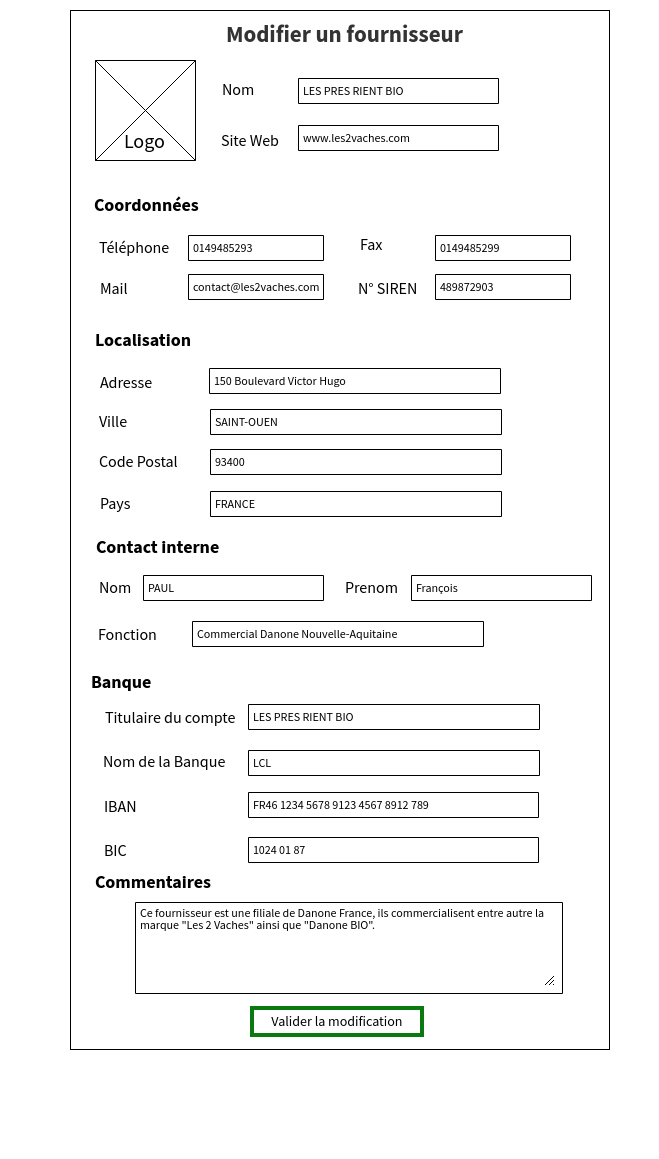 Modifier un fournisseur
Logo
Nom LES PRES RIENT BIO
Site Web www.les2vaches.com
Coordonnées
Téléphone 0149485293 Fax 0149485299
Mail contact@les2vaches.com N° SIREN 489872903
Localisation
Adresse 150 Boulevard Victor Hugo
Ville SAINT-OUEN
Code Postal 93400
Pays FRANCE
Contact interne
Nom PAUL Prenom François
Fonction Commercial Danone Nouvelle-Aquitaine
Banque
Titulaire du compte LES PRES RIENT BIO
Nom de la Banque LCL
IBAN FR46 1234 5678 9123 4567 8912 789
BIC 1024 01 87
Commentaires
Ce fournisseur est une filiale de Danone France, ils commercialisent entre autre la
marque "Les 2 Vaches" ainsi que "Danone BIO".
Valider la modification